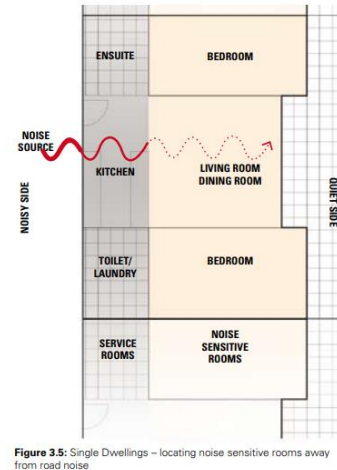 ENSUITE
BEDROOM
NOISE
SOURCE
KITCHEN
LIVING ROOM
DINING ROOM
NOISY SIDE
QUIET SIDE
TOILET/
LAUNDRY
BEDROOM
SERVICE
ROOMS
NOISE
SENSITIVE
ROOMS
Figure 3.5: Single Dwellings – locating noise sensitive rooms away
from road noise